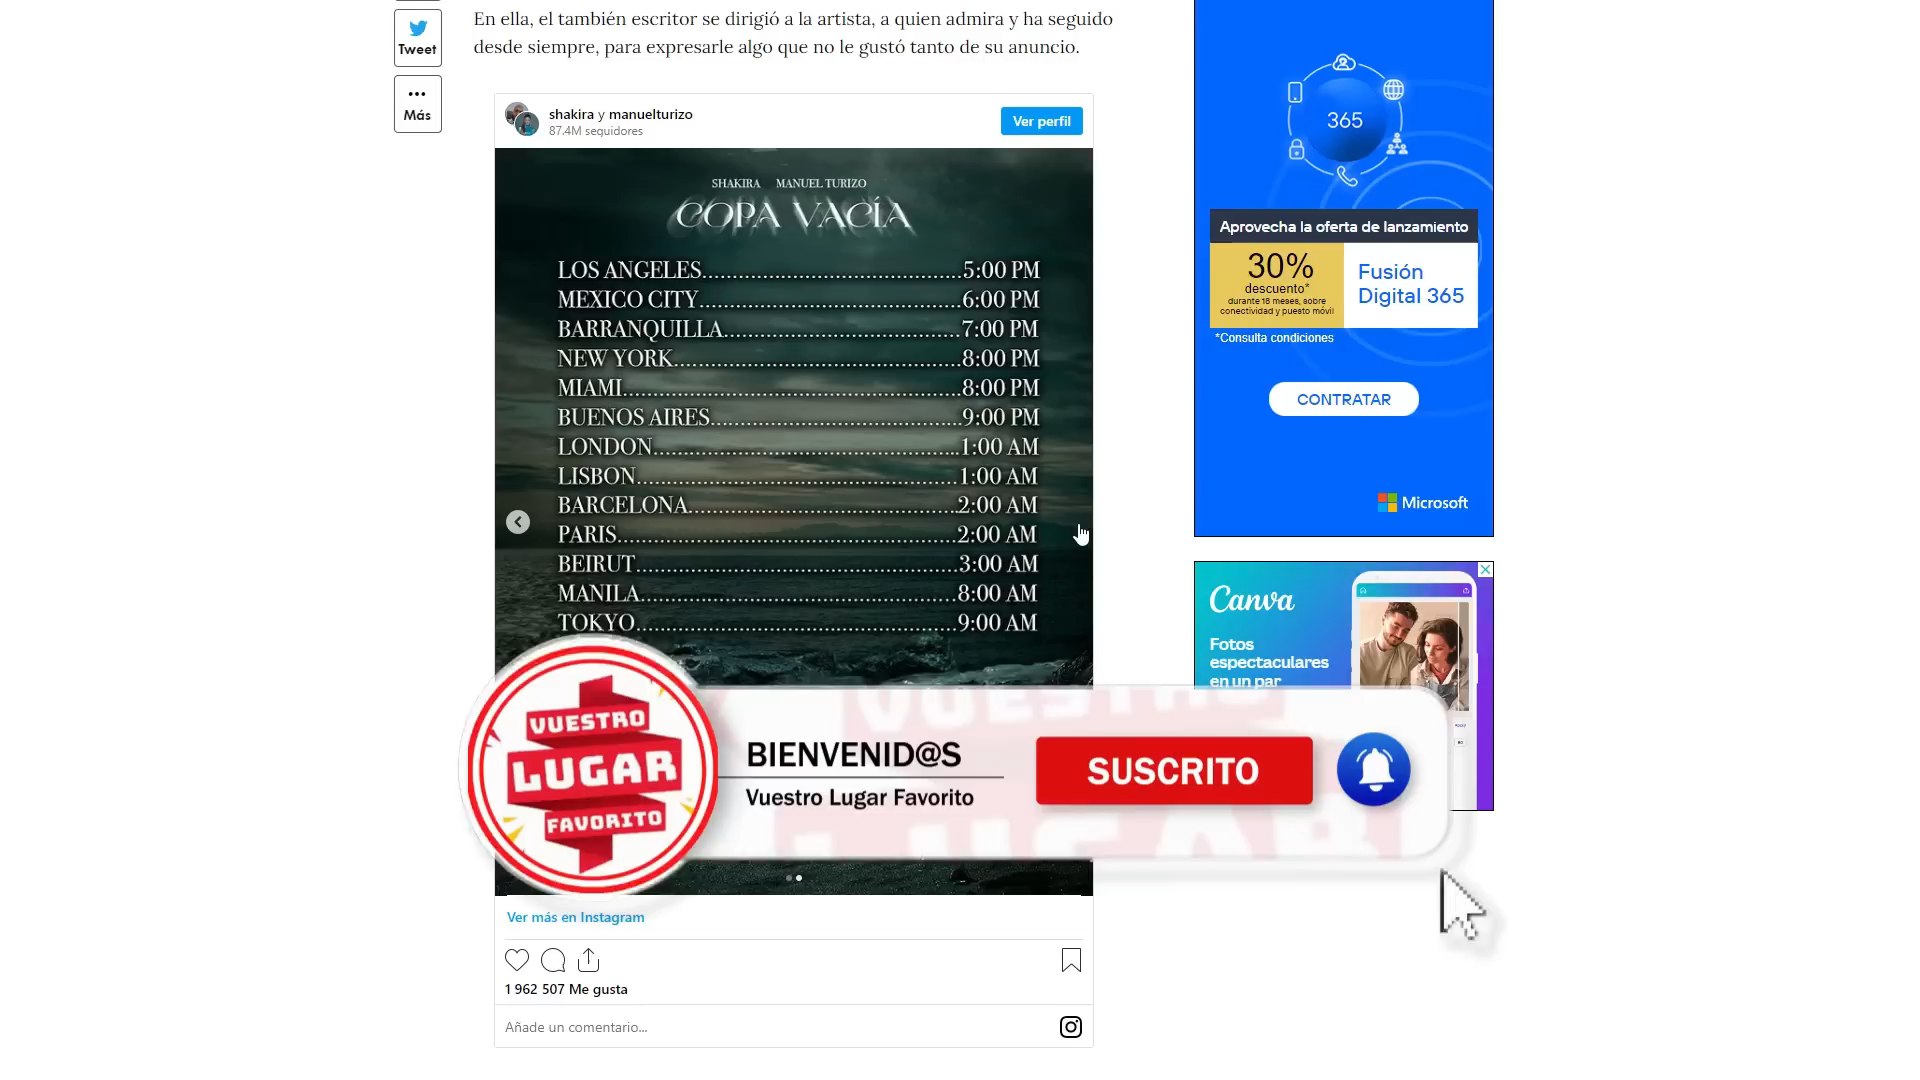 En ella, el también escritor se dirigió a la artista, a quien admira y ha seguido
desde siempre, para expresarle algo que no le gustó tanto de su anuncio.
Tweet
Más
shakira y manuelturizo
87.4M seguidores
Ver perfil
SHAKIRA MANUEL TURIZO
COPA VACÍA
LOS ANGELES 5:00 PM
MEXICO CITY 6:00 PM
BARRANQUILLA 7:00 PM
NEW YORK 8:00 PM
MIAMI 8:00 PM
BUENOS AIRES 9:00 PM
LONDON 1:00 AM
LISBON 1:00 AM
BARCELONA 2:00 AM
PARIS 2:00 AM
BEIRUT 3:00 AM
MANILA 8:00 AM
TOKYO 9:00 AM
VUESTRO
LUGAR
FAVORITO
BIENVENID@S
Vuestro Lugar Favorito
SUSCRITO
Ver más en Instagram
1 962 507 Me gusta
Añade un comentario...
365
Aprovecha la oferta de lanzamiento
30%
descuento*
durante 18 meses, sobre
conectividad y puesto móvil
Fusión
Digital 365
*Consulta condiciones
CONTRATAR
Microsoft
Canva
Fotos
espectaculares
en un par